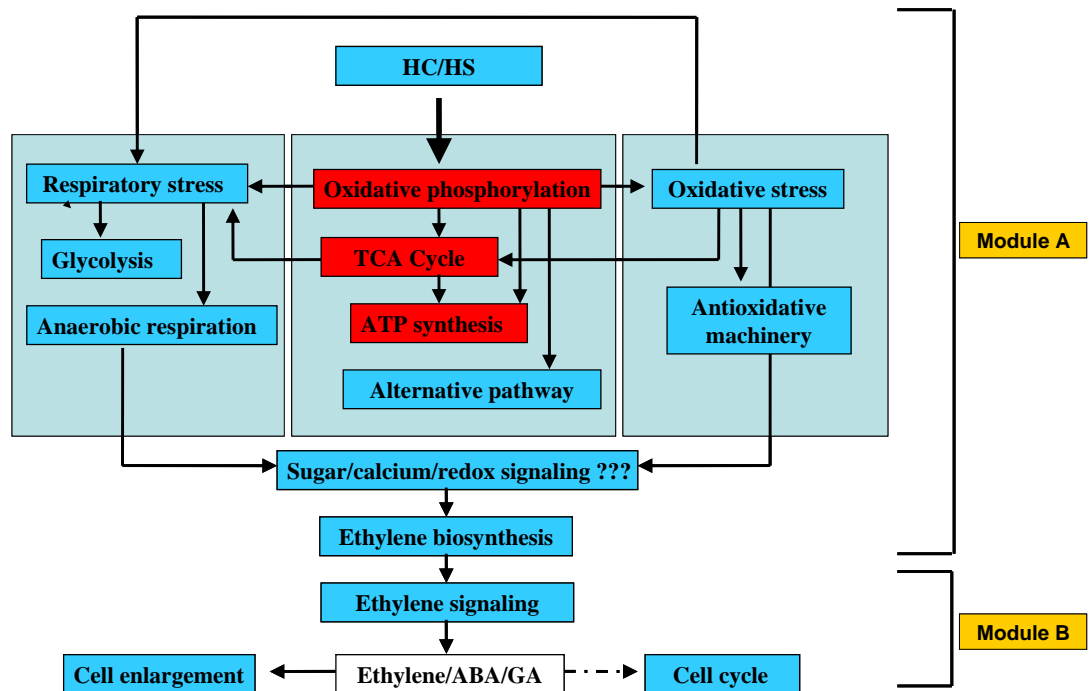 HC/HS
Respiratory stress
Oxidative phosphorylation
Oxidative stress
Module A
Glycolysis
TCA Cycle
Anaerobic respiration
ATP synthesis
Antioxidative
machinery
Alternative pathway
Sugar/calcium/redox signaling ???
Ethylene biosynthesis
Ethylene signaling
Module B
Cell enlargement
Ethylene/ABA/GA
Cell cycle